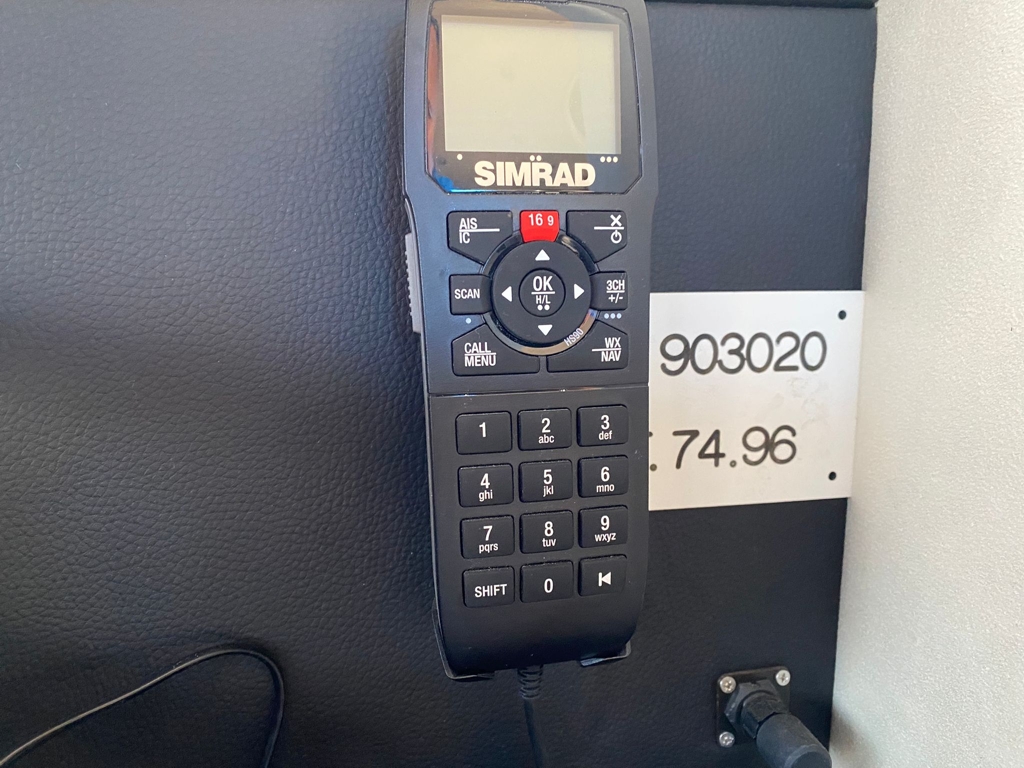 SIMRAD
AIS
IC
16 9
X
SCAN
OK
H/L
3CH
+/-
CALL
MENU
HS90
WX
NAV
903020
74.96
1
2
abc
3
def
4
ghi
5
jkl
6
mno
7
pqrs
8
tuv
9
wxyz
SHIFT
0